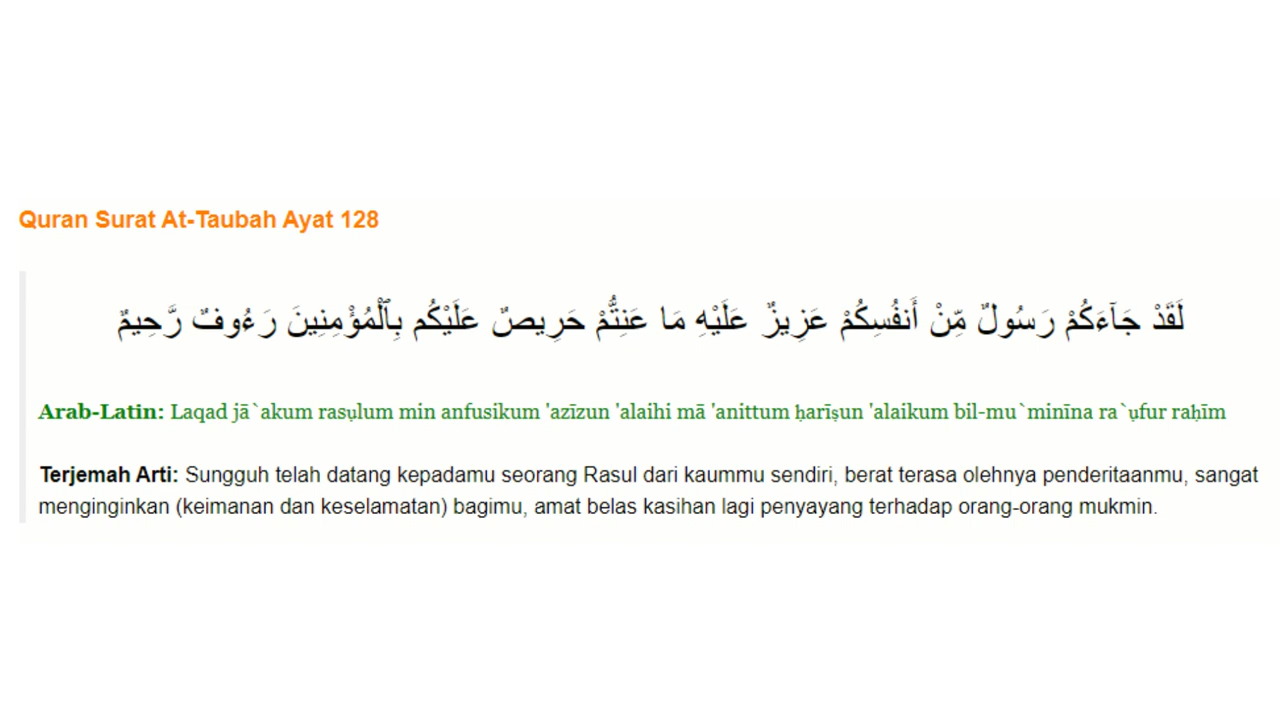 Quran Surat At-Taubah Ayat 128
لَقَدْ جَآءَكُمْ رَسُولٌ مِّنْ أَنفُسِكُمْ عَزِيزٌ عَلَيْهِ مَا عَنِتُّمْ حَرِيصٌ عَلَيْكُم بِٱلْمُؤْمِنِينَ رَءُوفٌ رَّحِيمٌ
Arab-Latin: Laqad jā`akum rasụlum min anfusikum 'azīzun 'alaihi mā 'anittum ḥarīṣun 'alaikum bil-mu`minīna ra`ụfur raḥīm
Terjemah Arti: Sungguh telah datang kepadamu seorang Rasul dari kaummu sendiri, berat terasa olehnya penderitaanmu, sangat
menginginkan (keimanan dan keselamatan) bagimu, amat belas kasihan lagi penyayang terhadap orang-orang mukmin.